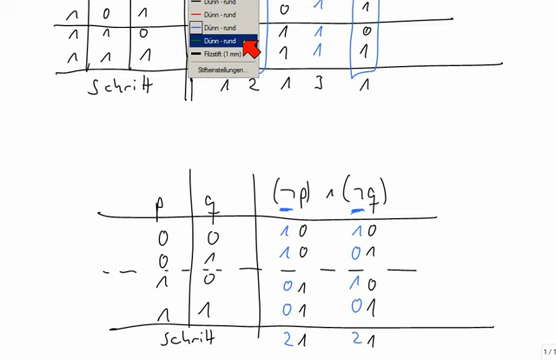 Dünn - rund
1 0 1 Dünn - rund 0 1 1
Dünn - rund
1 1 0 Dünn - rund 1 1 0
1 1 1 Filzstift (1 mm) 1 1 1
Schritt Stifteinstellungen... 1 2 1 3 1
p q (¬p) ∧ (¬q)
0 0 1 0 1 0
0 1 1 0 0 1
1 0 0 1 1 0
1 1 0 1 0 1
Schritt 2 1 2 1
1/1